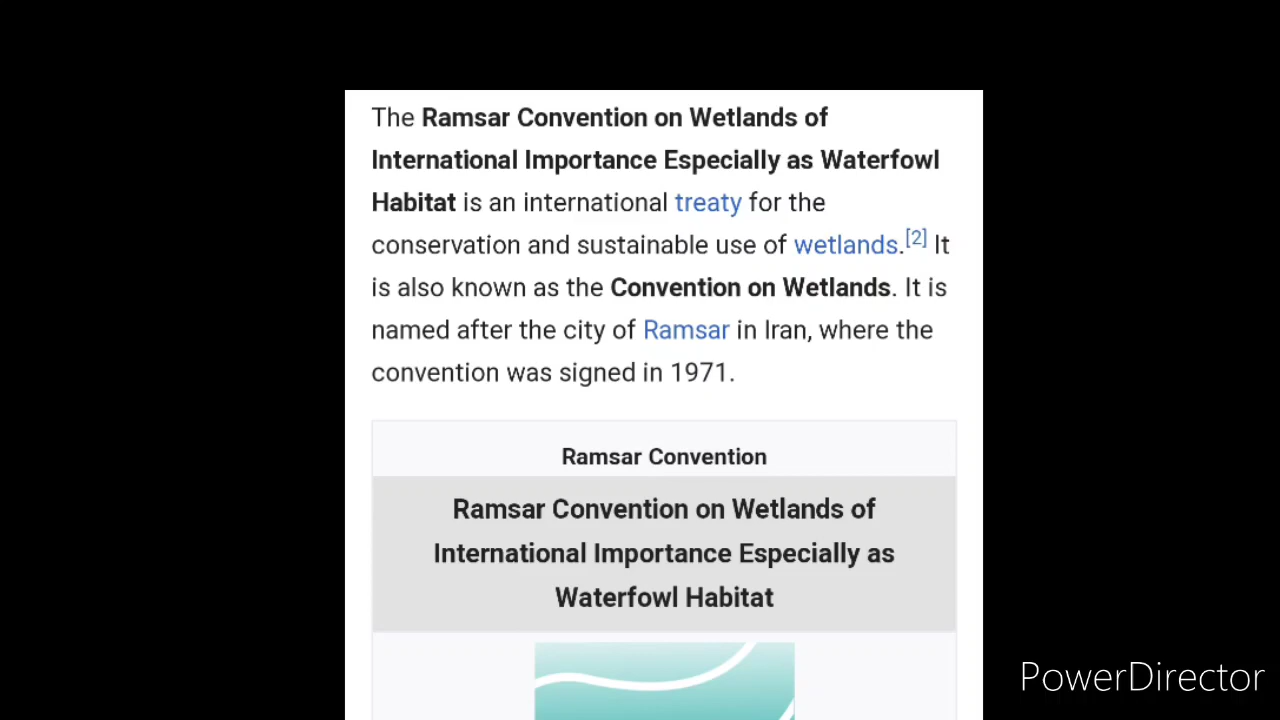 The Ramsar Convention on Wetlands of
International Importance Especially as Waterfowl
Habitat is an international treaty for the
conservation and sustainable use of wetlands.[2] It
is also known as the Convention on Wetlands. It is
named after the city of Ramsar in Iran, where the
convention was signed in 1971.
Ramsar Convention
Ramsar Convention on Wetlands of
International Importance Especially as
Waterfowl Habitat
PowerDirector